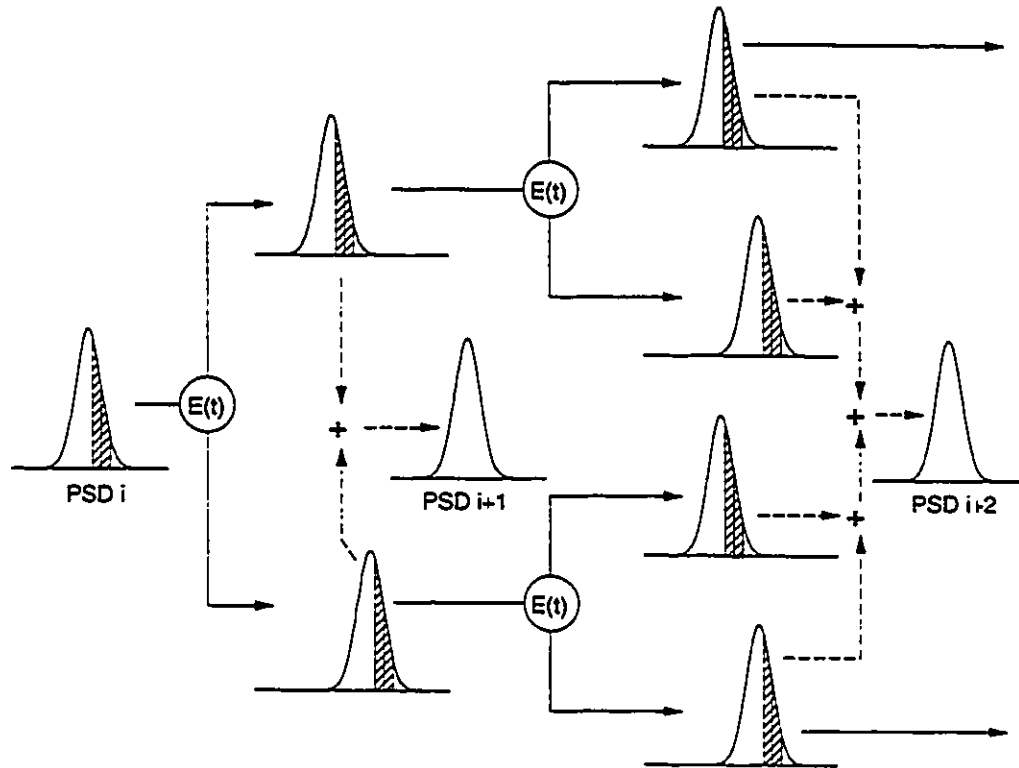 E(t)
E(t)
+
PSD i
E(t)
+
+
PSD i+1
PSD i+2
+
E(t)